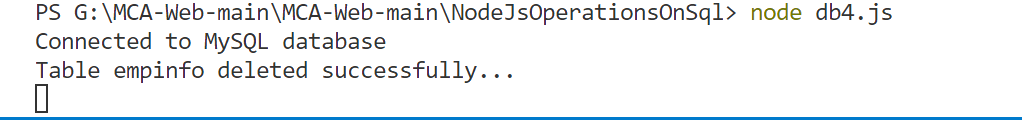 PS G:\MCA-Web-main\MCA-Web-main\NodeJsOperationsOnSql> node db4.js
Connected to MySQL database
Table empinfo deleted successfully...